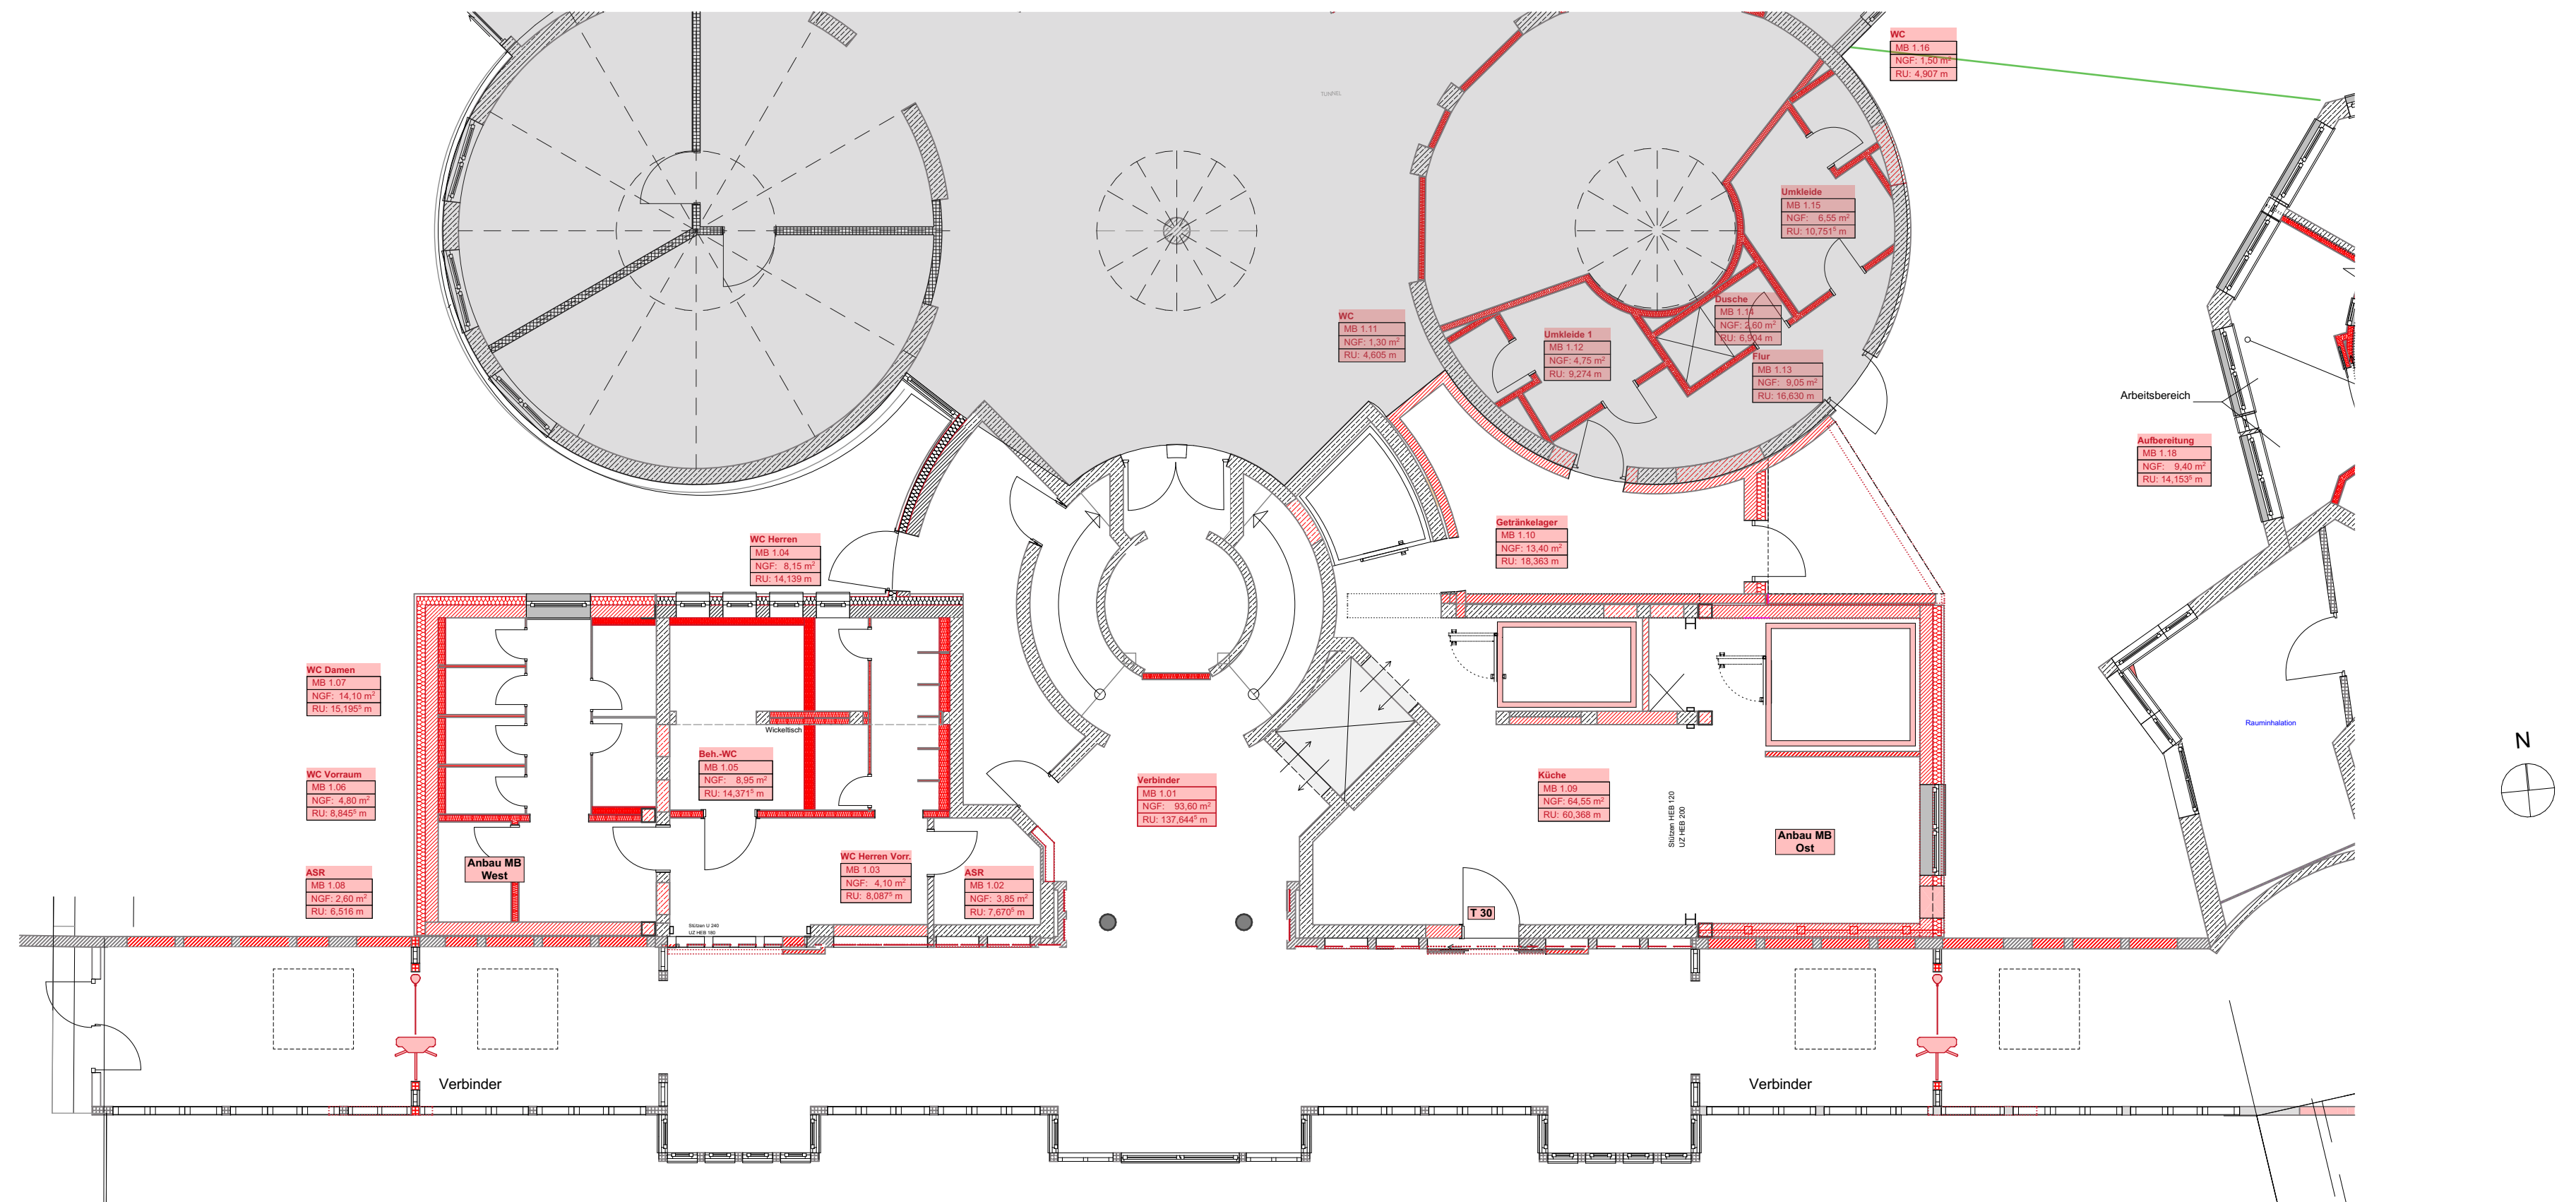 WC
MB 1.16
NGF: 1,50 m²
RU: 4,907 m
TUNNEL
Umkleide
MB 1.15
NGF: 6,55 m²
RU: 10,751⁵ m
Dusche
MB 1.14
NGF: 2,60 m²
RU: 6,904 m
WC
MB 1.11
NGF: 1,30 m²
RU: 4,605 m
Umkleide 1
MB 1.12
NGF: 4,75 m²
RU: 9,274 m
Flur
MB 1.13
NGF: 9,05 m²
RU: 16,630 m
Arbeitsbereich
Aufbereitung
MB 1.18
NGF: 9,40 m²
RU: 14,153⁵ m
Getränkelager
MB 1.10
NGF: 13,40 m²
RU: 18,363 m
WC Herren
MB 1.04
NGF: 8,15 m²
RU: 14,139 m
WC Damen
MB 1.07
NGF: 14,10 m²
RU: 15,195⁵ m
Wickeltisch
Rauminhalation
N
Beh.-WC
MB 1.05
NGF: 8,95 m²
RU: 14,371⁵ m
WC Vorraum
MB 1.06
NGF: 4,80 m²
RU: 8,845⁵ m
Verbinder
MB 1.01
NGF: 93,60 m²
RU: 137,644⁵ m
Küche
MB 1.09
NGF: 64,55 m²
RU: 60,368 m
Stützen HEB 120
UZ HEB 200
Anbau MB
Ost
Anbau MB
West
WC Herren Vorr.
MB 1.03
NGF: 4,10 m²
RU: 8,087⁵ m
ASR
MB 1.02
NGF: 3,85 m²
RU: 7,670⁵ m
ASR
MB 1.08
NGF: 2,60 m²
RU: 6,516 m
T 30
Stützen U 240
UZ HEB 180
Verbinder
Verbinder